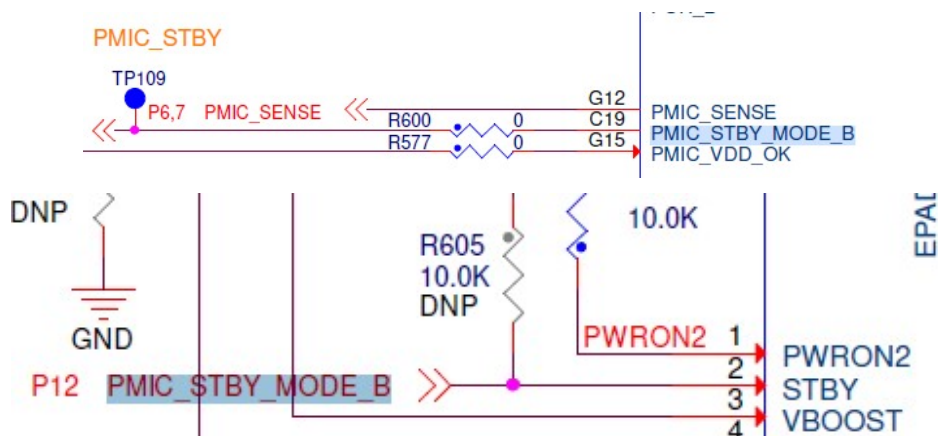 PMIC_STBY
TP109
P6,7 PMIC_SENSE
G12 PMIC_SENSE
R600 0 C19 PMIC_STBY_MODE_B
R577 0 G15 PMIC_VDD_OK
DNP
GND
R605
10.0K
DNP
10.0K
PWRON2 1 PWRON2
P12 PMIC_STBY_MODE_B 2 STBY
3 VBOOST
4